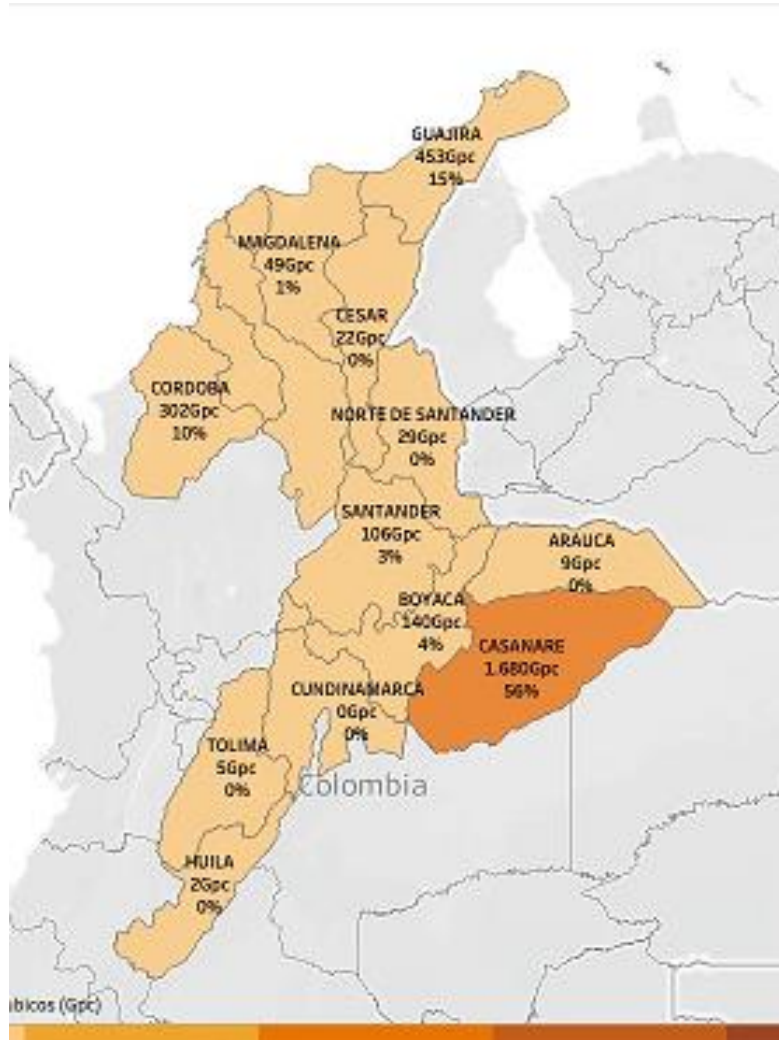 GUAJIRA
453Gpc
15%
MAGDALENA
49Gpc
1%
CESAR
22Gpc
0%
CORDOBA
302Gpc
10%
NORTE DE SANTANDER
29Gpc
0%
SANTANDER
106Gpc
3%
ARAUCA
9Gpc
0%
BOYACA
140Gpc
4%
CASANARE
1.680Gpc
56%
CUNDINAMARCA
0Gpc
0%
TOLIMA
5Gpc
0%
Colombia
HUILA
2Gpc
0%
bicos (Gpc)